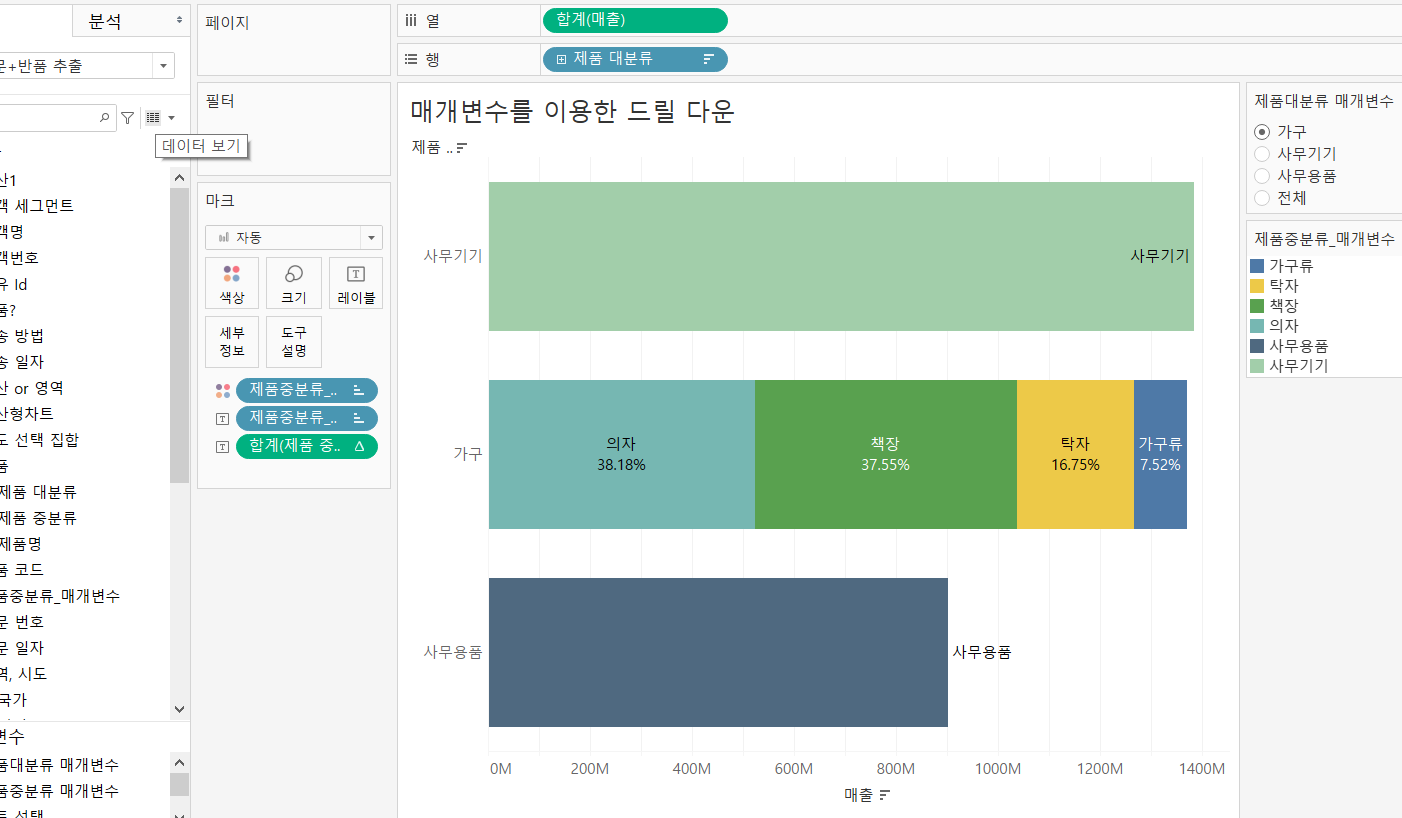 분석
문+반품 추출
데이터 보기
산1
객 세그먼트
객명
객번호
유 Id
품?
송 방법
송 일자
산 or 영역
산형차트
도 선택 집합
품
제품 대분류
제품 중분류
제품명
품 코드
품중분류_매개변수
문 번호
문 일자
역, 시도
국가
변수
품대분류 매개변수
품중분류 매개변수
트 선택
페이지
필터
마크
자동
색상
크기
레이블
세부
정보
도구
설명
제품중분류_..
제품중분류_..
합계(제품 중..
열
합계(매출)
행
제품 대분류
매개변수를 이용한 드릴 다운
제품 ..
사무기기
사무기기
가구
의자
38.18%
책장
37.55%
탁자
16.75%
가구류
7.52%
사무용품
사무용품
0M 200M 400M 600M 800M 1000M 1200M 1400M
매출
제품대분류 매개변수
가구
사무기기
사무용품
전체
제품중분류_매개변수
가구류
탁자
책장
의자
사무용품
사무기기